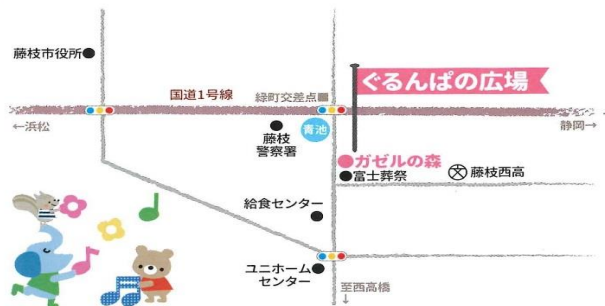 藤枝市役所
国道1号線
緑町交差点
ぐるんぱの広場
←浜松
静岡→
青池
藤枝
警察署
ガゼルの森
富士葬祭
文
藤枝西高
給食センター
ユニホーム
センター
至西高橋
↓